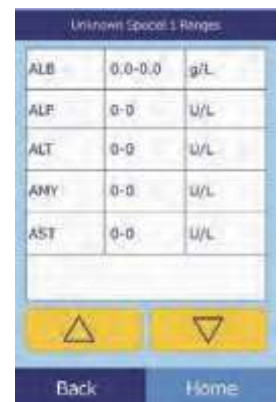 Unknown Special 1 Ranges
ALB 0.0-0.0 g/L
ALP 0-0 U/L
ALT 0-0 U/L
AMY 0-0 U/L
AST 0-0 U/L
Back Home